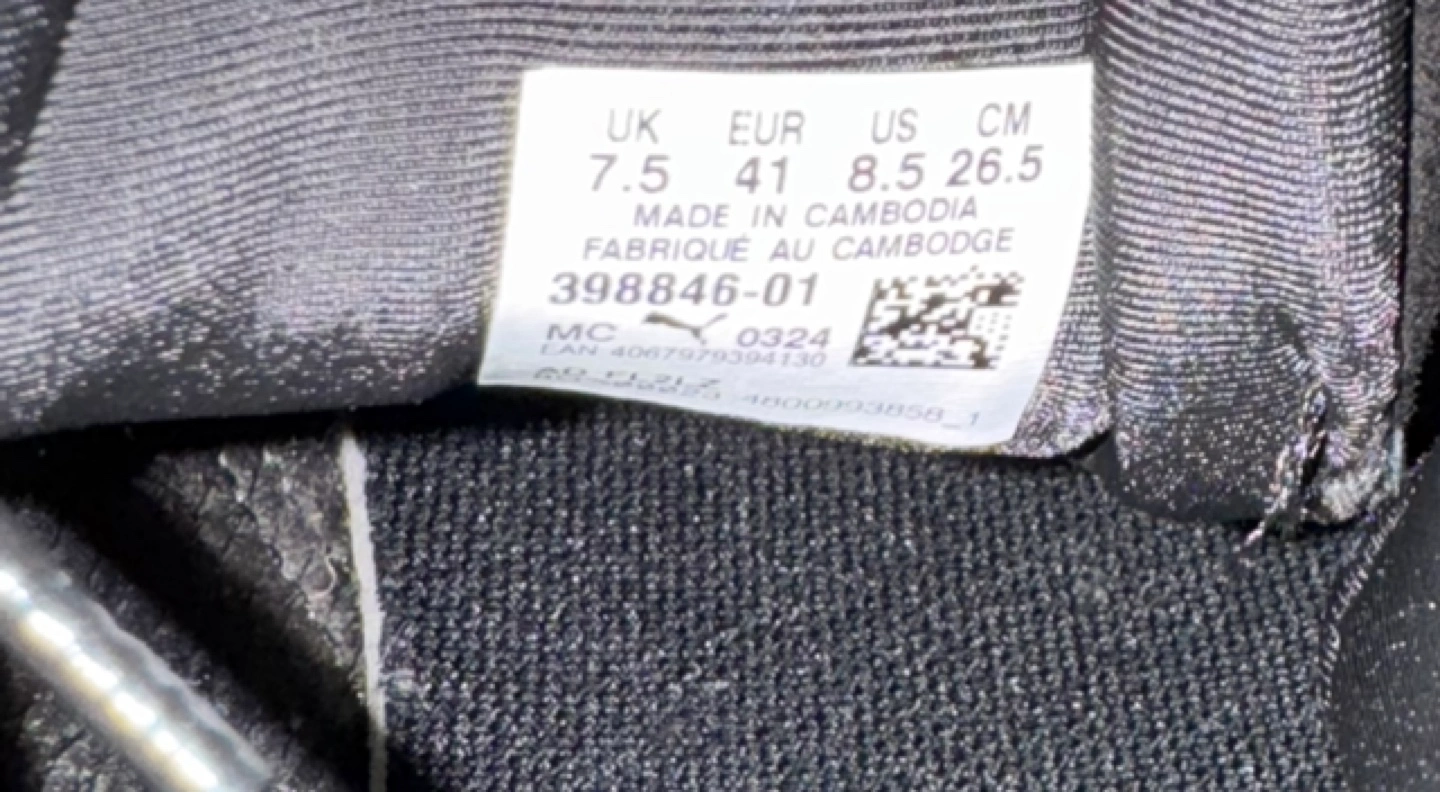 UK EUR US CM
7.5 41 8.5 26.5
MADE IN CAMBODIA
FABRIQUÉ AU CAMBODGE
398846-01
MC 0324
EAN 4067979394130
4800993858_1